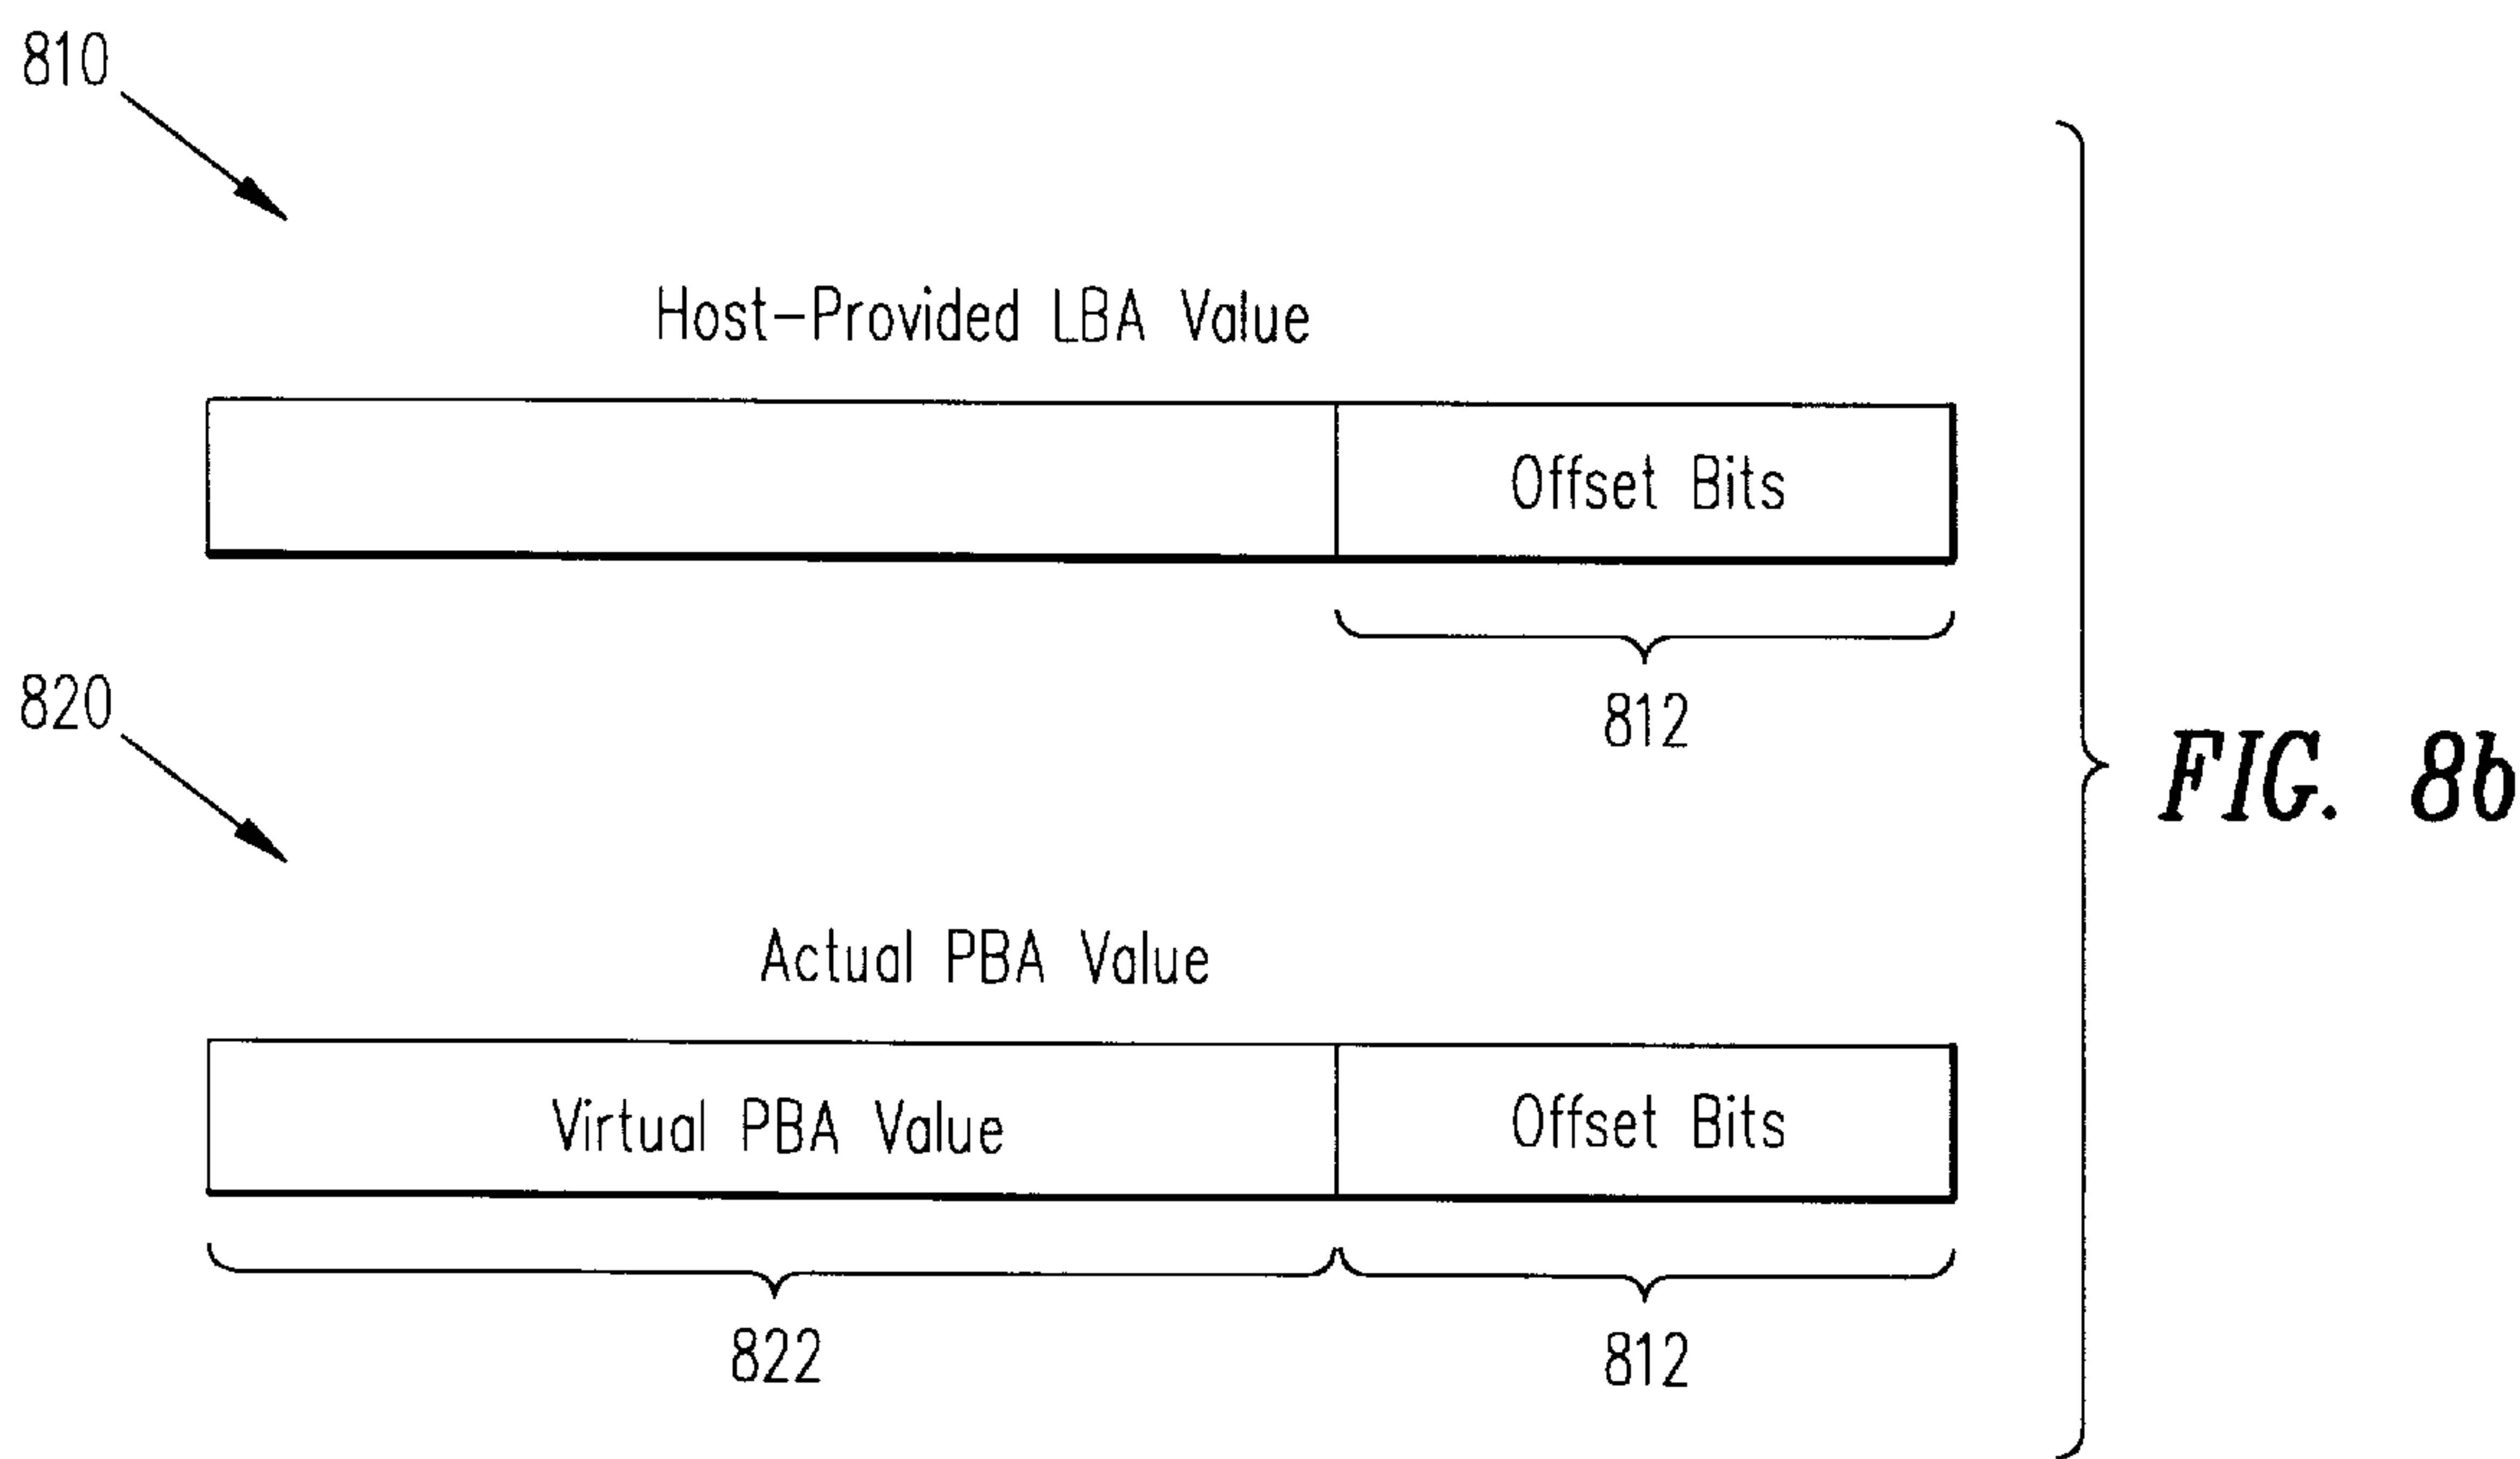 810
Host-Provided LBA Value
Offset Bits
812
820
FIG. 8b
Actual PBA Value
Virtual PBA Value Offset Bits
822 812